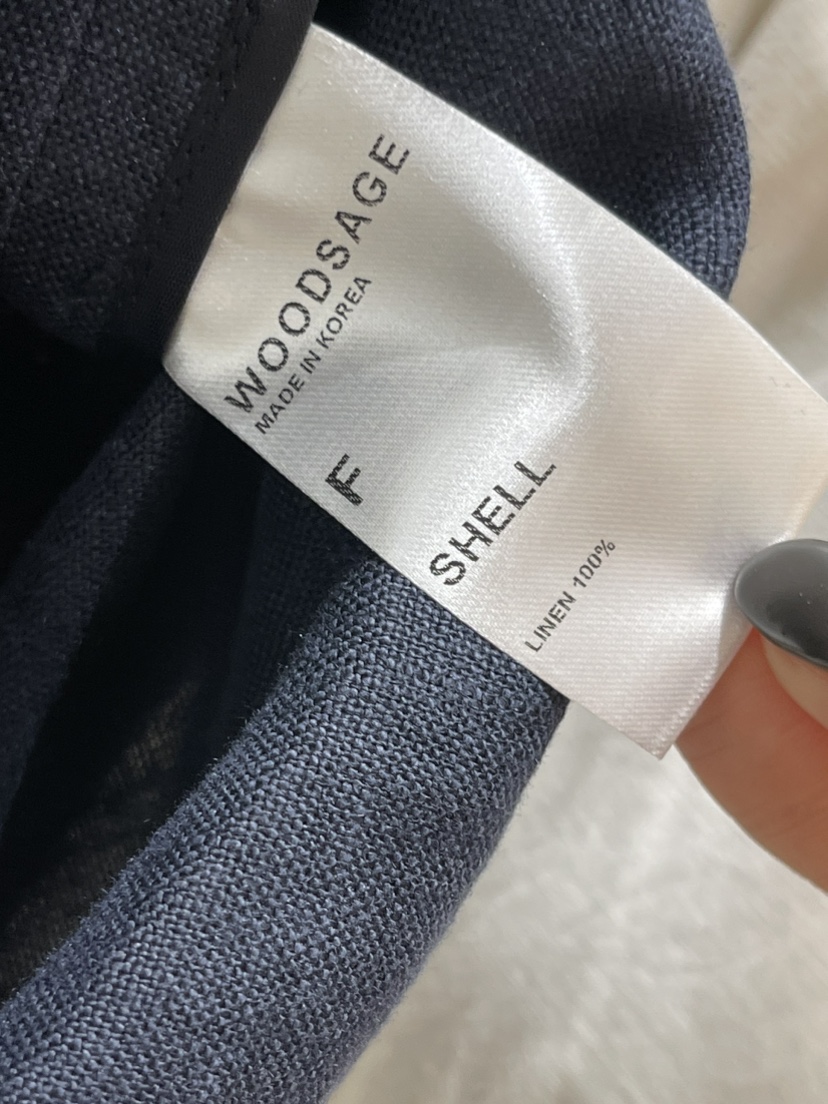 WOODSAGE
MADE IN KOREA
F
SHELL
LINEN 100%